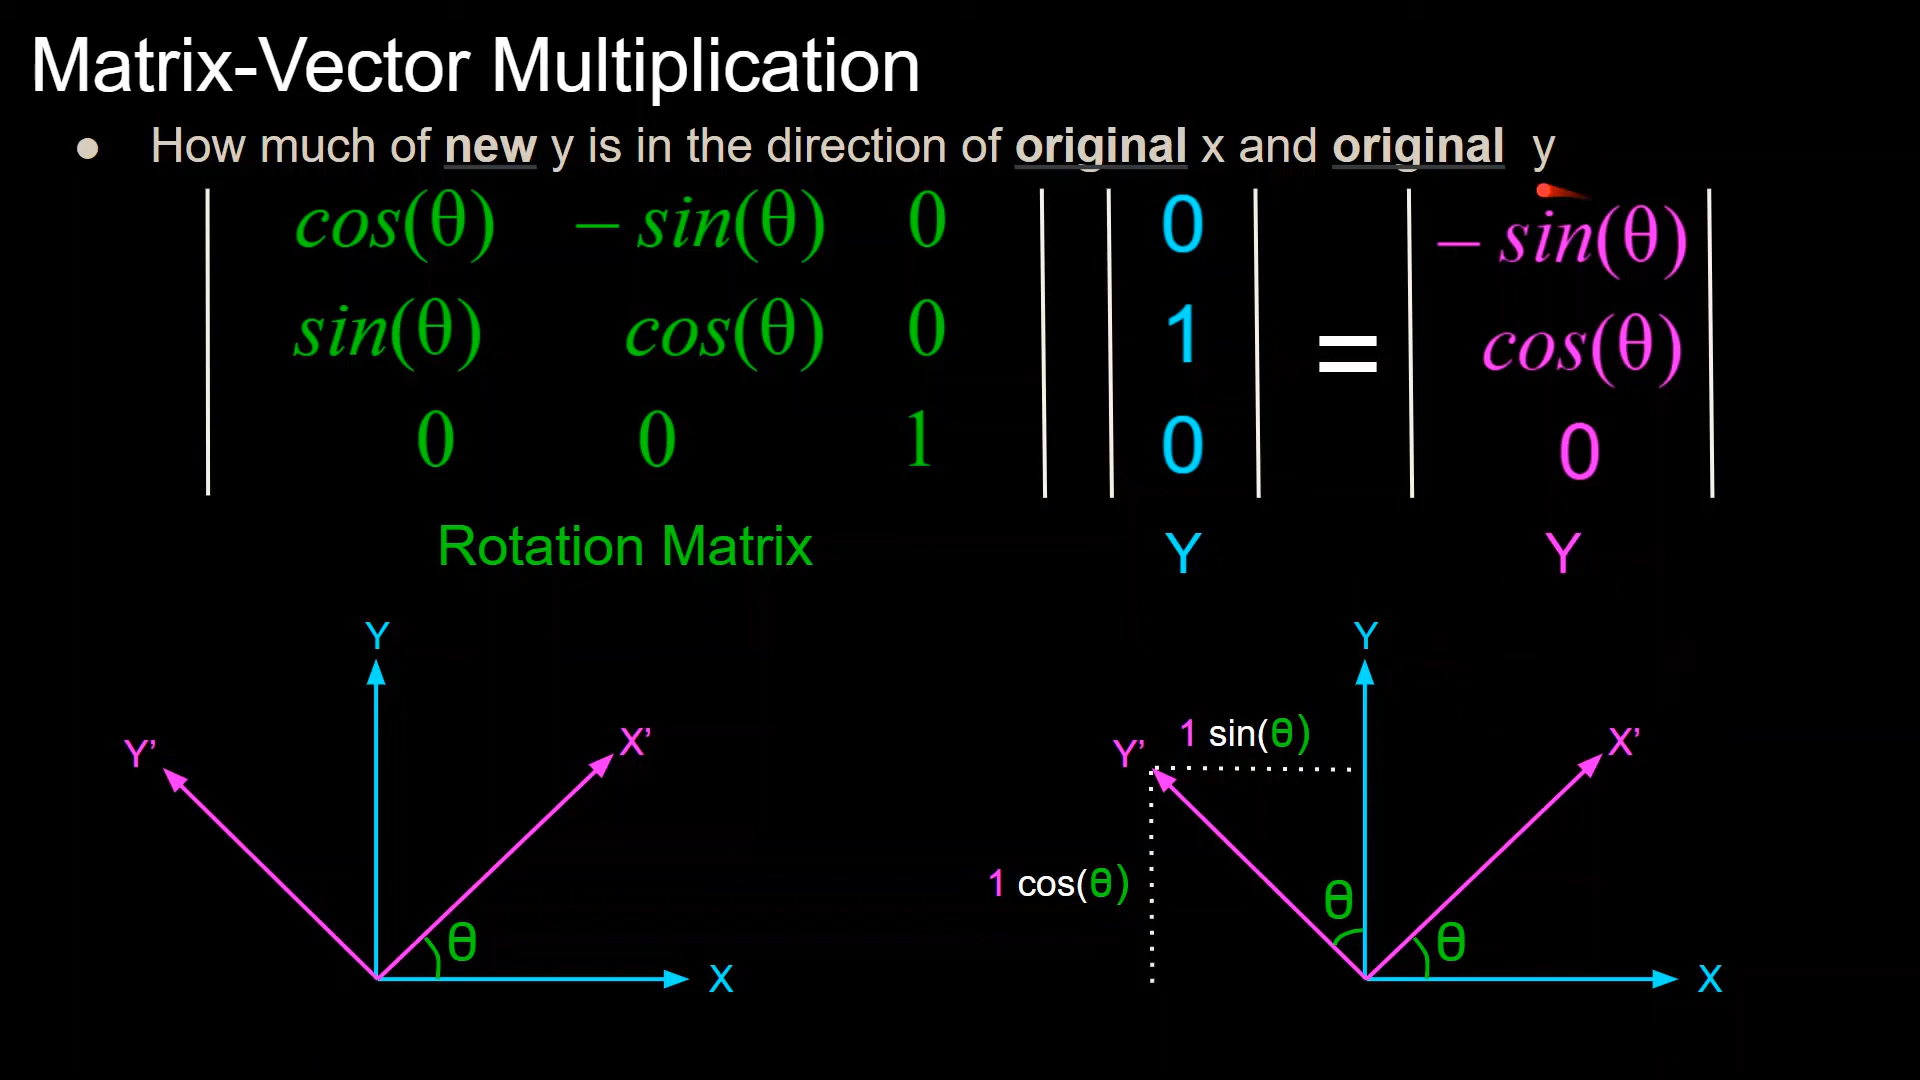 Matrix-Vector Multiplication
● How much of new y is in the direction of original x and original y
cos(θ) – sin(θ) 0 0 – sin(θ)
sin(θ) cos(θ) 0 1 = cos(θ)
0 0 1 0 0
Rotation Matrix Y Y
Y Y
Y' X' Y' 1 sin(θ) X'
1 cos(θ) θ
θ θ
X X